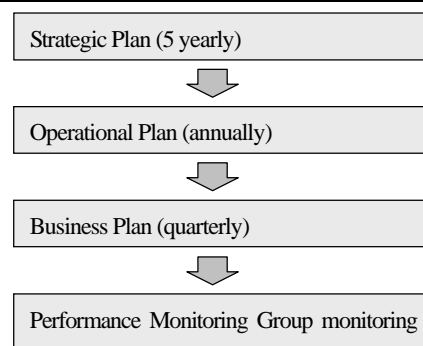 Strategic Plan (5 yearly)
Operational Plan (annually)
Business Plan (quarterly)
Performance Monitoring Group monitoring